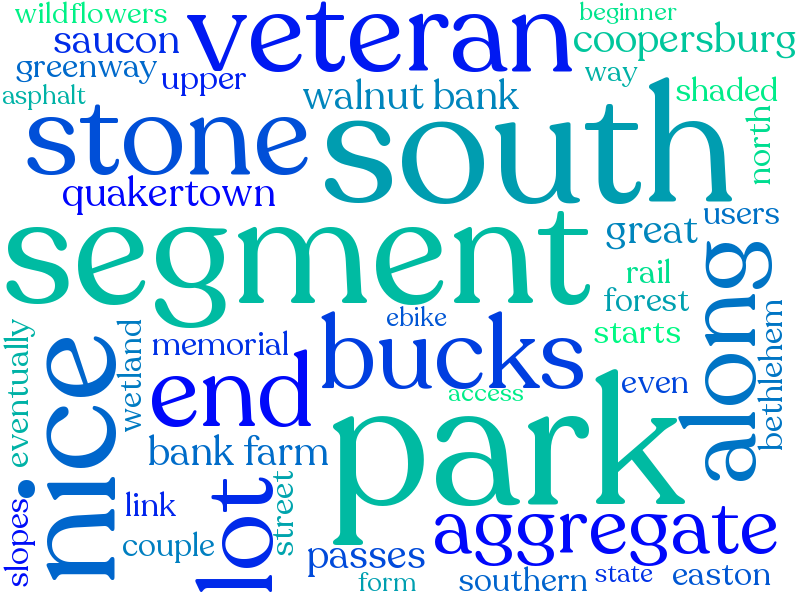 wildflowers
veteran
beginner
saucon
coopersburg
greenway
upper
way
asphalt
walnut bank
shaded
stone
south
north
quakertown
segment
great
users
along
rail
forest
ebike
starts
bethlehem
eventually
nice
wetland
memorial
bucks
end
park
even
access
bank farm
slopes
link
lot
street
aggregate
couple
passes
form
southern
state
easton